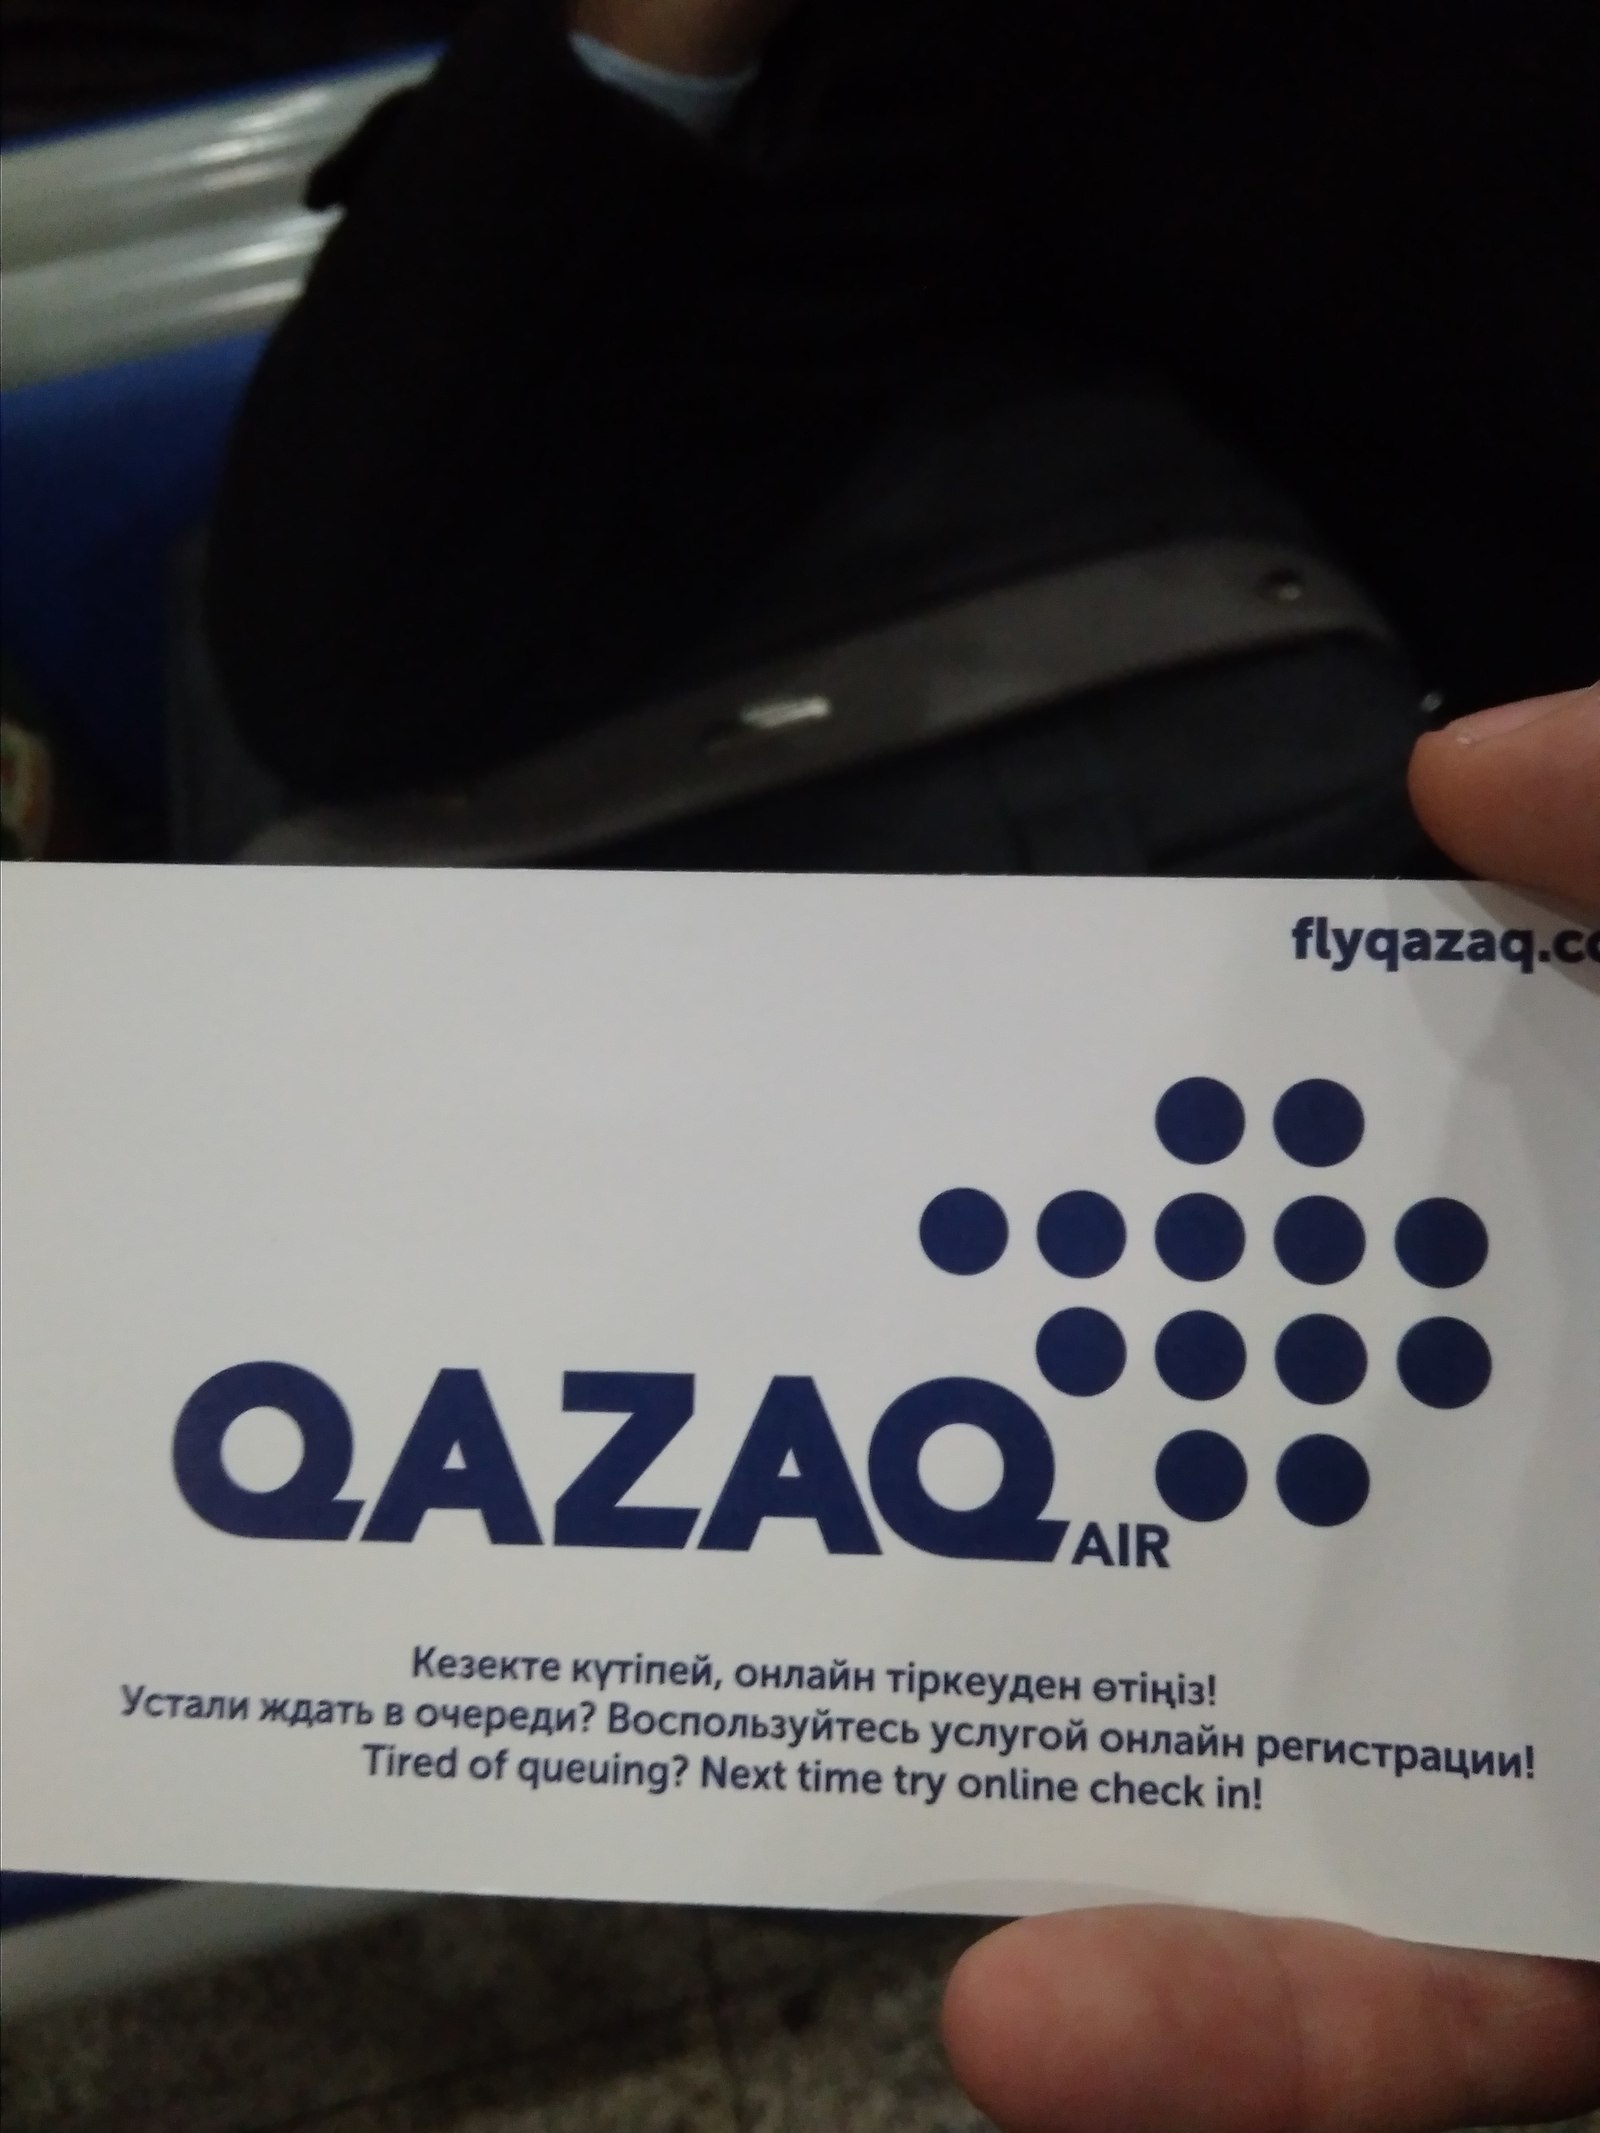 flyqazaq.co
QAZAQ
AIR
Кезекте күтіпей, онлайн тіркеуден өтіңіз!
Устали ждать в очереди? Воспользуйтесь услугой онлайн регистрации!
Tired of queuing? Next time try online check in!